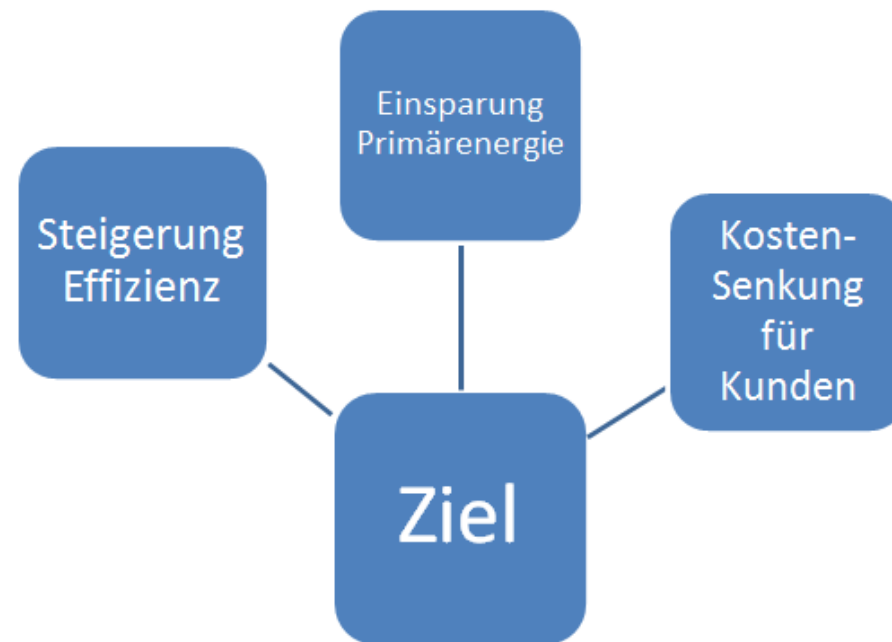 Einsparung
Primärenergie
Steigerung
Effizienz
Kosten-
Senkung
für
Kunden
Ziel